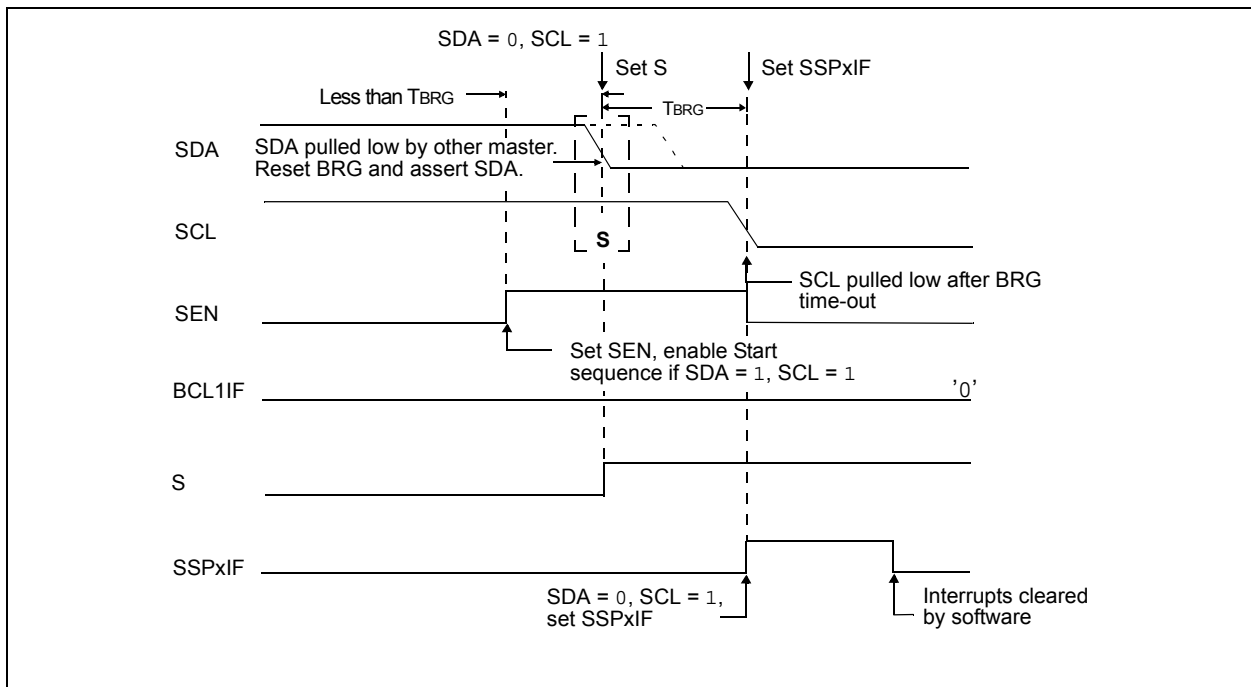 SDA = 0, SCL = 1
Set S
Set SSPxIF
Less than TBRG
TBRG
SDA
SDA pulled low by other master.
Reset BRG and assert SDA.
SCL
S
SCL pulled low after BRG
time-out
SEN
Set SEN, enable Start
sequence if SDA = 1, SCL = 1
BCL1IF
'0'
S
SSPxIF
SDA = 0, SCL = 1,
set SSPxIF
Interrupts cleared
by software